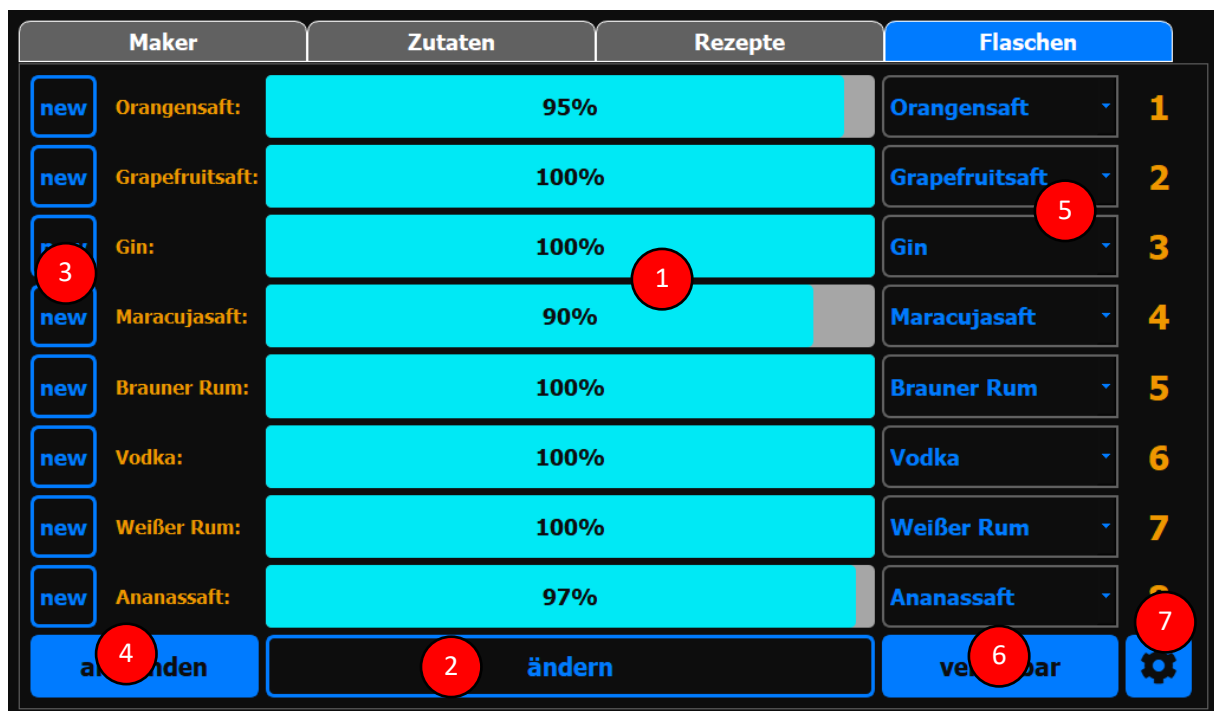 Maker Zutaten Rezepte Flaschen
new Orangensaft: 95% Orangensaft 1
new Grapefruitsaft: 100% Grapefruitsaft 2
5
Gin: 100% Gin 3
3 1
new Maracujasaft: 90% Maracujasaft 4
new Brauner Rum: 100% Brauner Rum 5
new Vodka: 100% Vodka 6
new Weißer Rum: 100% Weißer Rum 7
new Ananassaft: 97% Ananassaft
7
4 2 ändern 6